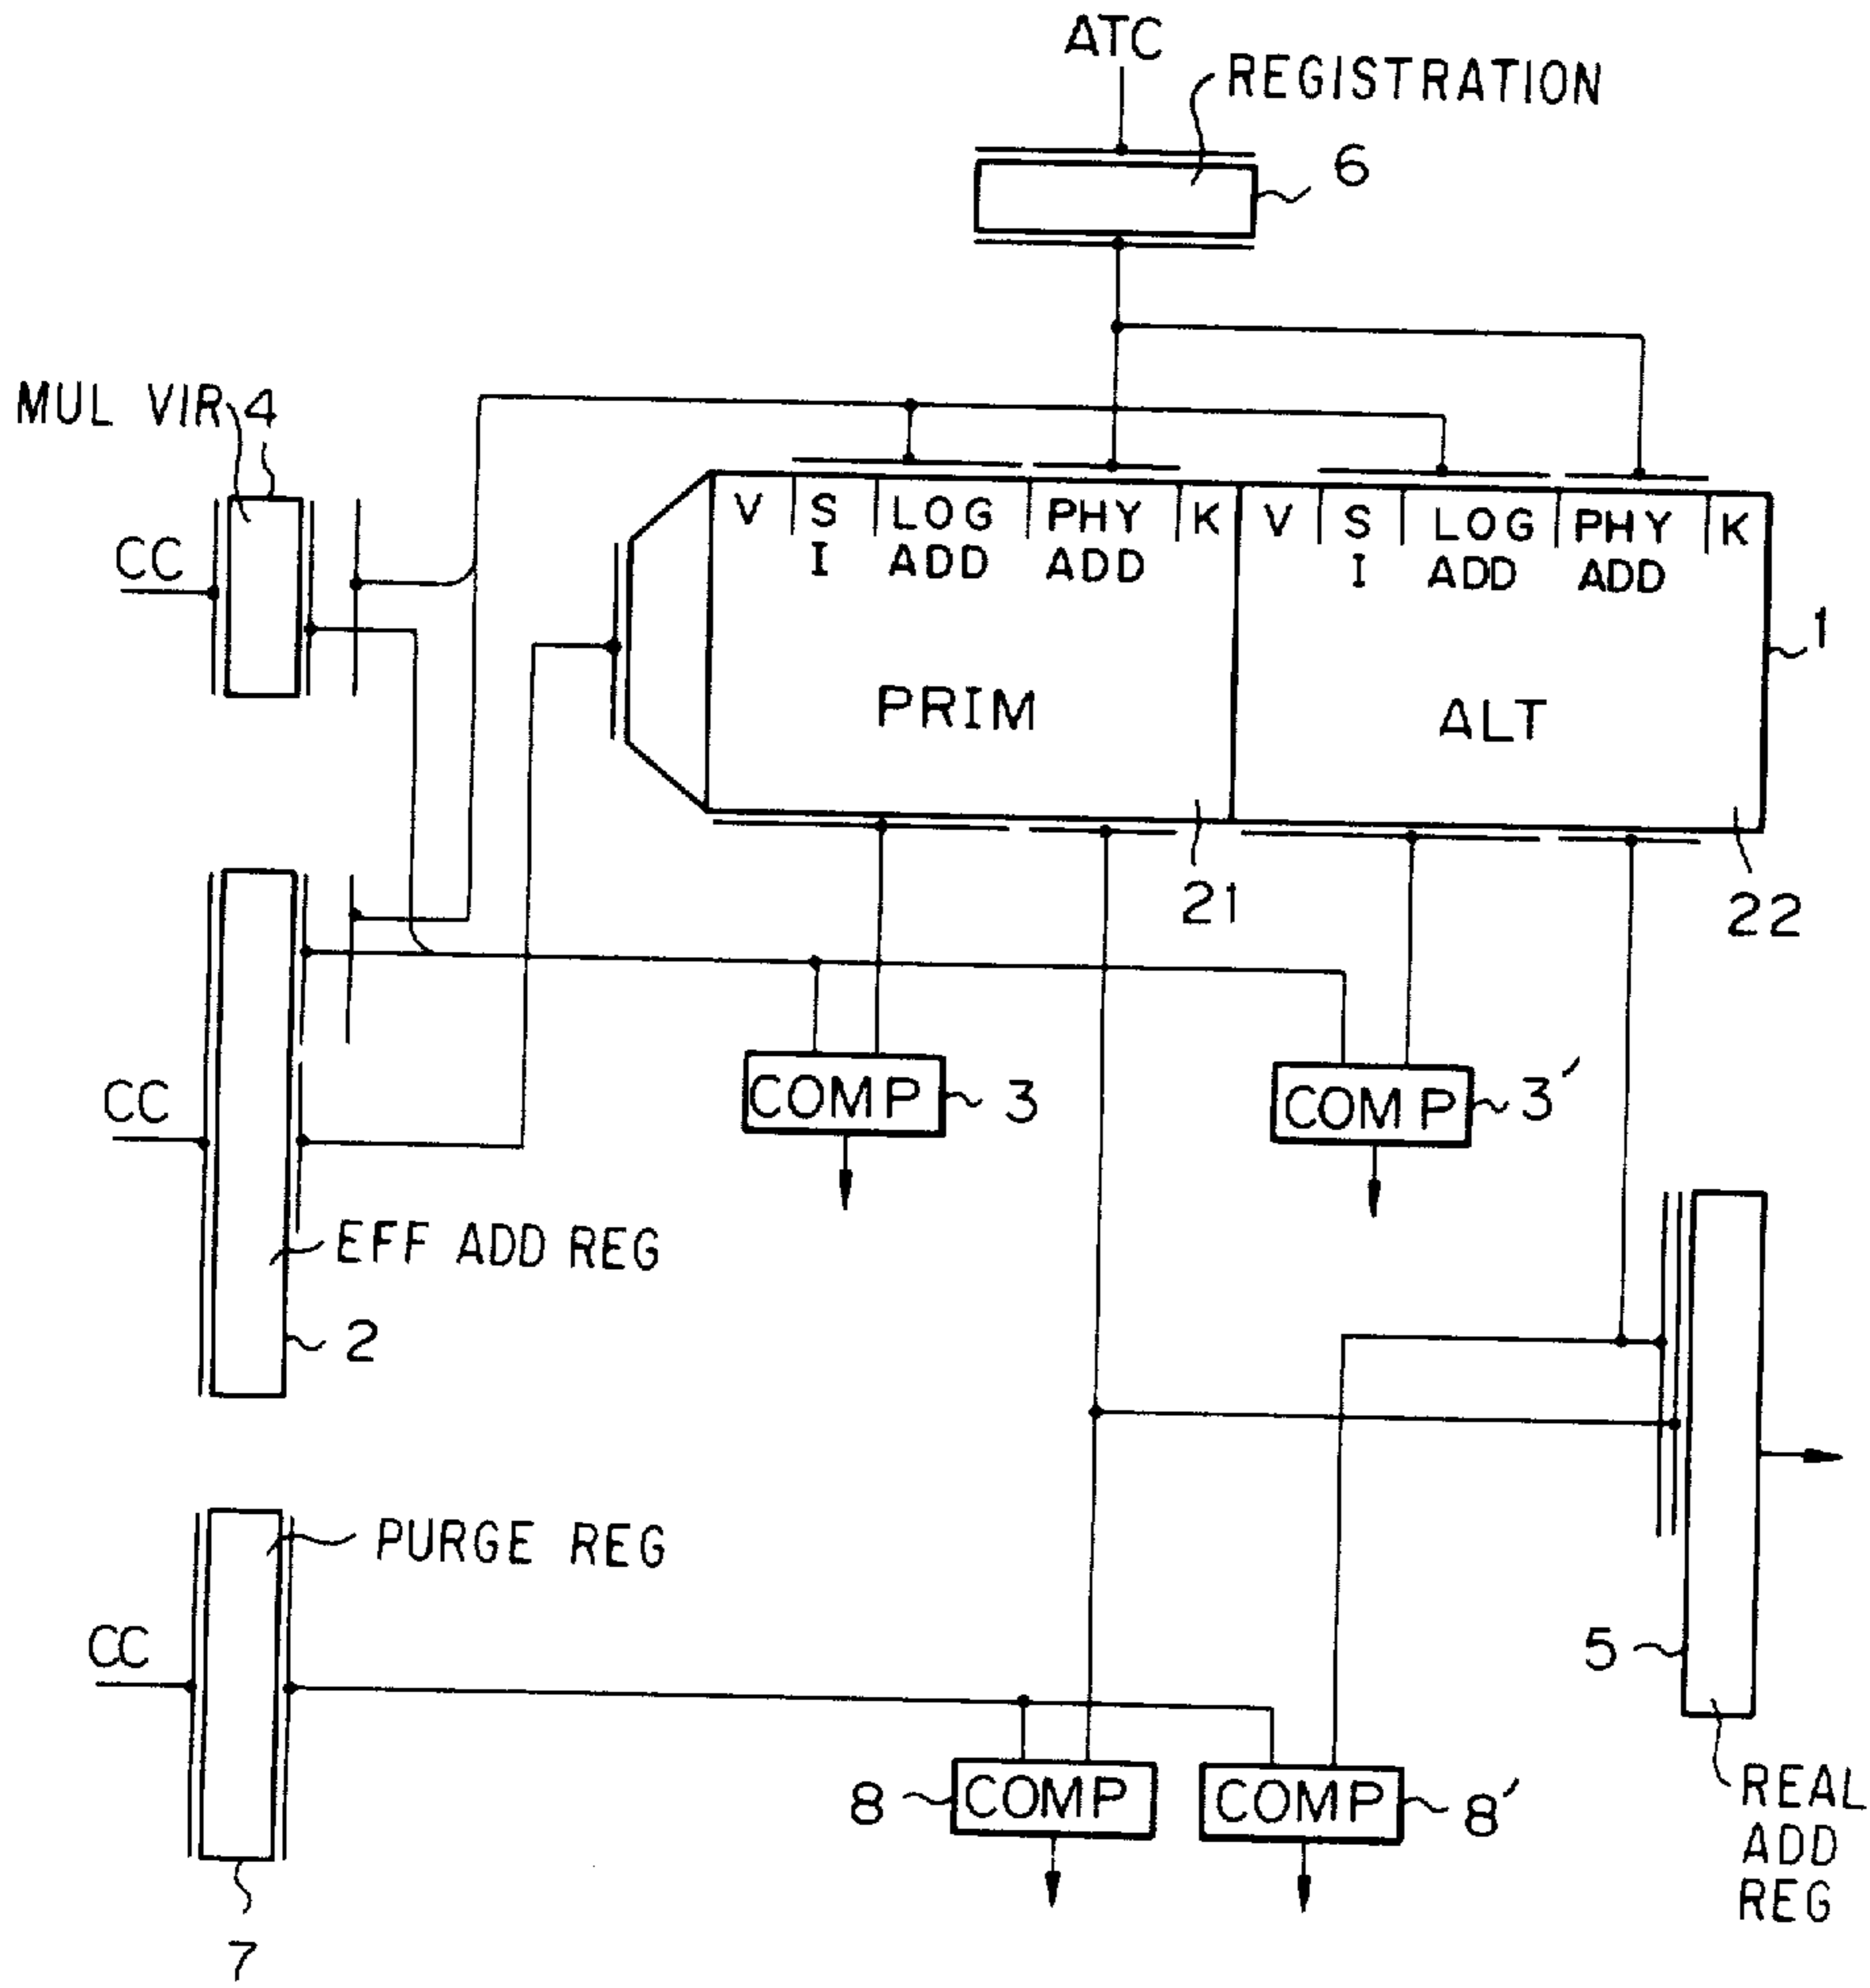 ATC
REGISTRATION
6
MUL VIR 4
CC
V S I LOG ADD PHY ADD K V S I LOG ADD PHY ADD K
1
PRIM
ALT
21
22
CC
COMP 3
COMP 3'
EFF ADD REG
2
PURGE REG
CC
5
8 COMP
COMP 8'
REAL
ADD
REG
7